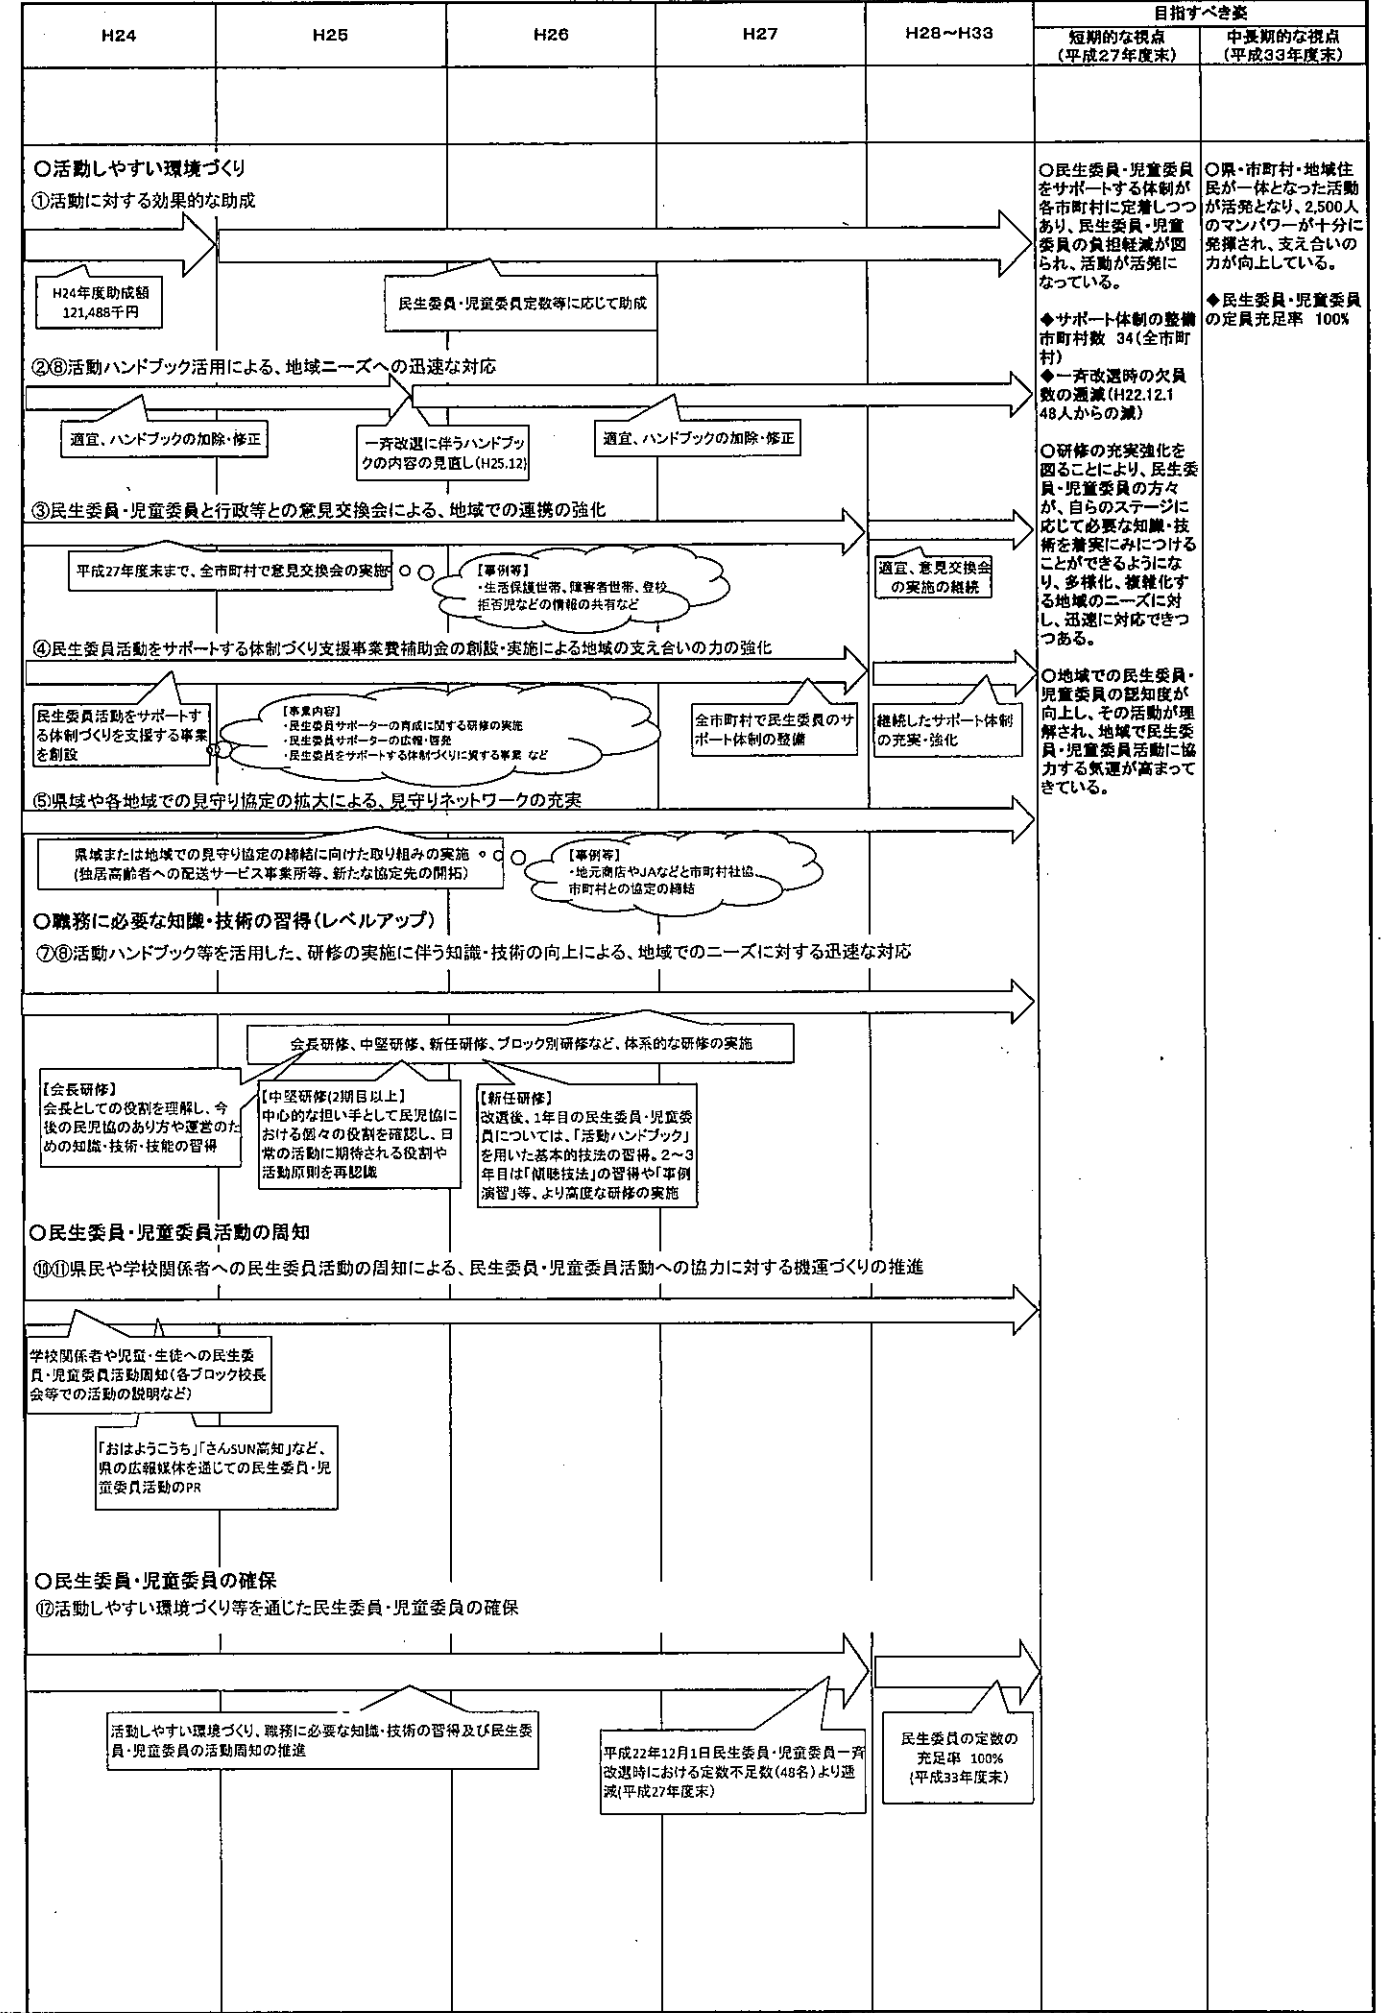 H24
H25
H26
H27
H28～H33
目指すべき姿
短期的な視点
(平成27年度末)
中長期的な視点
(平成33年度末)
○活動しやすい環境づくり
①活動に対する効果的な助成
H24年度助成額
121,488千円
民生委員・児童委員定数等に応じて助成
②⑧活動ハンドブック活用による、地域ニーズへの迅速な対応
適宜、ハンドブックの加除・修正
一斉改選に伴うハンドブッ
クの内容の見直し(H25.12)
適宜、ハンドブックの加除・修正
③民生委員・児童委員と行政等との意見交換会による、地域での連携の強化
平成27年度末まで、全市町村で意見交換会の実施
【事例等】
・生活保護世帯、障害者世帯、登校
拒否児などの情報の共有など
適宜、意見交換会
の実施の継続
④民生委員活動をサポートする体制づくり支援事業費補助金の創設・実施による地域の支え合いの力の強化
民生委員活動をサポートす
る体制づくりを支援する事業
を創設
【事業内容】
・民生委員サポーターの育成に関する研修の実施
・民生委員サポーターの広報・啓発
・民生委員をサポートする体制づくりに資する事業 など
全市町村で民生委員のサ
ポート体制の整備
継続したサポート体制
の充実・強化
⑤県域や各地域での見守り協定の拡大による、見守りネットワークの充実
県域または地域での見守り協定の締結に向けた取り組みの実施
(独居高齢者への配送サービス事業所等、新たな協定先の開拓)
【事例等】
・地元商店やJAなどと市町村社協、
市町村との協定の締結
○職務に必要な知識・技術の習得(レベルアップ)
⑦⑧活動ハンドブック等を活用した、研修の実施に伴う知識・技術の向上による、地域でのニーズに対する迅速な対応
会長研修、中堅研修、新任研修、ブロック別研修など、体系的な研修の実施
【会長研修】
会長としての役割を理解し、今
後の民児協のあり方や運営のた
めの知識・技術・技能の習得
【中堅研修(2期目以上)】
中心的な担い手として民児協に
おける個々の役割を確認し、日
常の活動に期待される役割や
活動原則を再認識
【新任研修】
改選後、1年目の民生委員・児童委
員については、「活動ハンドブック」
を用いた基本的技法の習得。2～3
年目は「傾聴技法」の習得や「事例
演習」等、より高度な研修の実施
○民生委員・児童委員活動の周知
⑩⑪県民や学校関係者への民生委員活動の周知による、民生委員・児童委員活動への協力に対する機運づくりの推進
学校関係者や児童・生徒への民生委
員・児童委員活動周知(各ブロック校長
会等での活動の説明など)
「おはようこうち」「さんSUN高知」など、
県の広報媒体を通じての民生委員・児
童委員活動のPR
○民生委員・児童委員の確保
⑫活動しやすい環境づくり等を通じた民生委員・児童委員の確保
活動しやすい環境づくり、職務に必要な知識・技術の習得及び民生委
員・児童委員の活動周知の推進
平成22年12月1日民生委員・児童委員一斉
改選時における定数不足数(48名)より逓
減(平成27年度末)
民生委員の定数の
充足率 100%
(平成33年度末)
○民生委員・児童委員
をサポートする体制が
各市町村に定着しつつ
あり、民生委員・児童
委員の負担軽減が図
られ、活動が活発に
なっている。
◆サポート体制の整備
市町村数 34(全市町
村)
◆一斉改選時の欠員
数の逓減(H22.12.1
48人からの減)
○研修の充実強化を
図ることにより、民生委
員・児童委員の方々
が、自らのステージに
応じて必要な知識・技
術を着実にみにつける
ことができるようにな
り、多様化、複雑化す
る地域のニーズに対
し、迅速に対応できつ
つある。
○地域での民生委員・
児童委員の認知度が
向上し、その活動が理
解され、地域で民生委
員・児童委員活動に協
力する気運が高まって
きている。
○県・市町村・地域住
民が一体となった活動
が活発となり、2,500人
のマンパワーが十分に
発揮され、支え合いの
力が向上している。
◆民生委員・児童委員
の定員充足率 100%